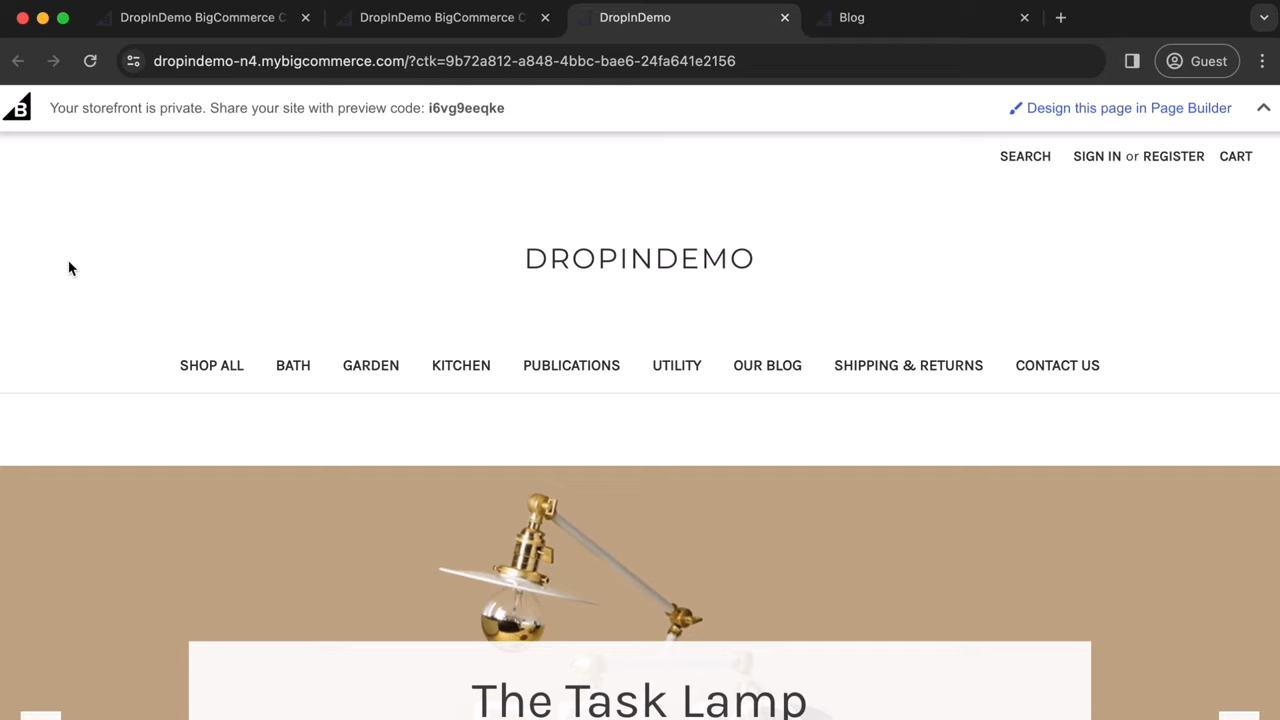 DropInDemo BigCommerce C
DropInDemo BigCommerce C
DropInDemo
Blog
dropindemo-n4.mybigcommerce.com/?ctk=9b72a812-a848-4bbc-bae6-24fa641e2156
Guest
B
Your storefront is private. Share your site with preview code: i6vg9eeqke
Design this page in Page Builder
SEARCH
SIGN IN or REGISTER
CART
DROPINDEMO
SHOP ALL
BATH
GARDEN
KITCHEN
PUBLICATIONS
UTILITY
OUR BLOG
SHIPPING & RETURNS
CONTACT US
The Task Lamp